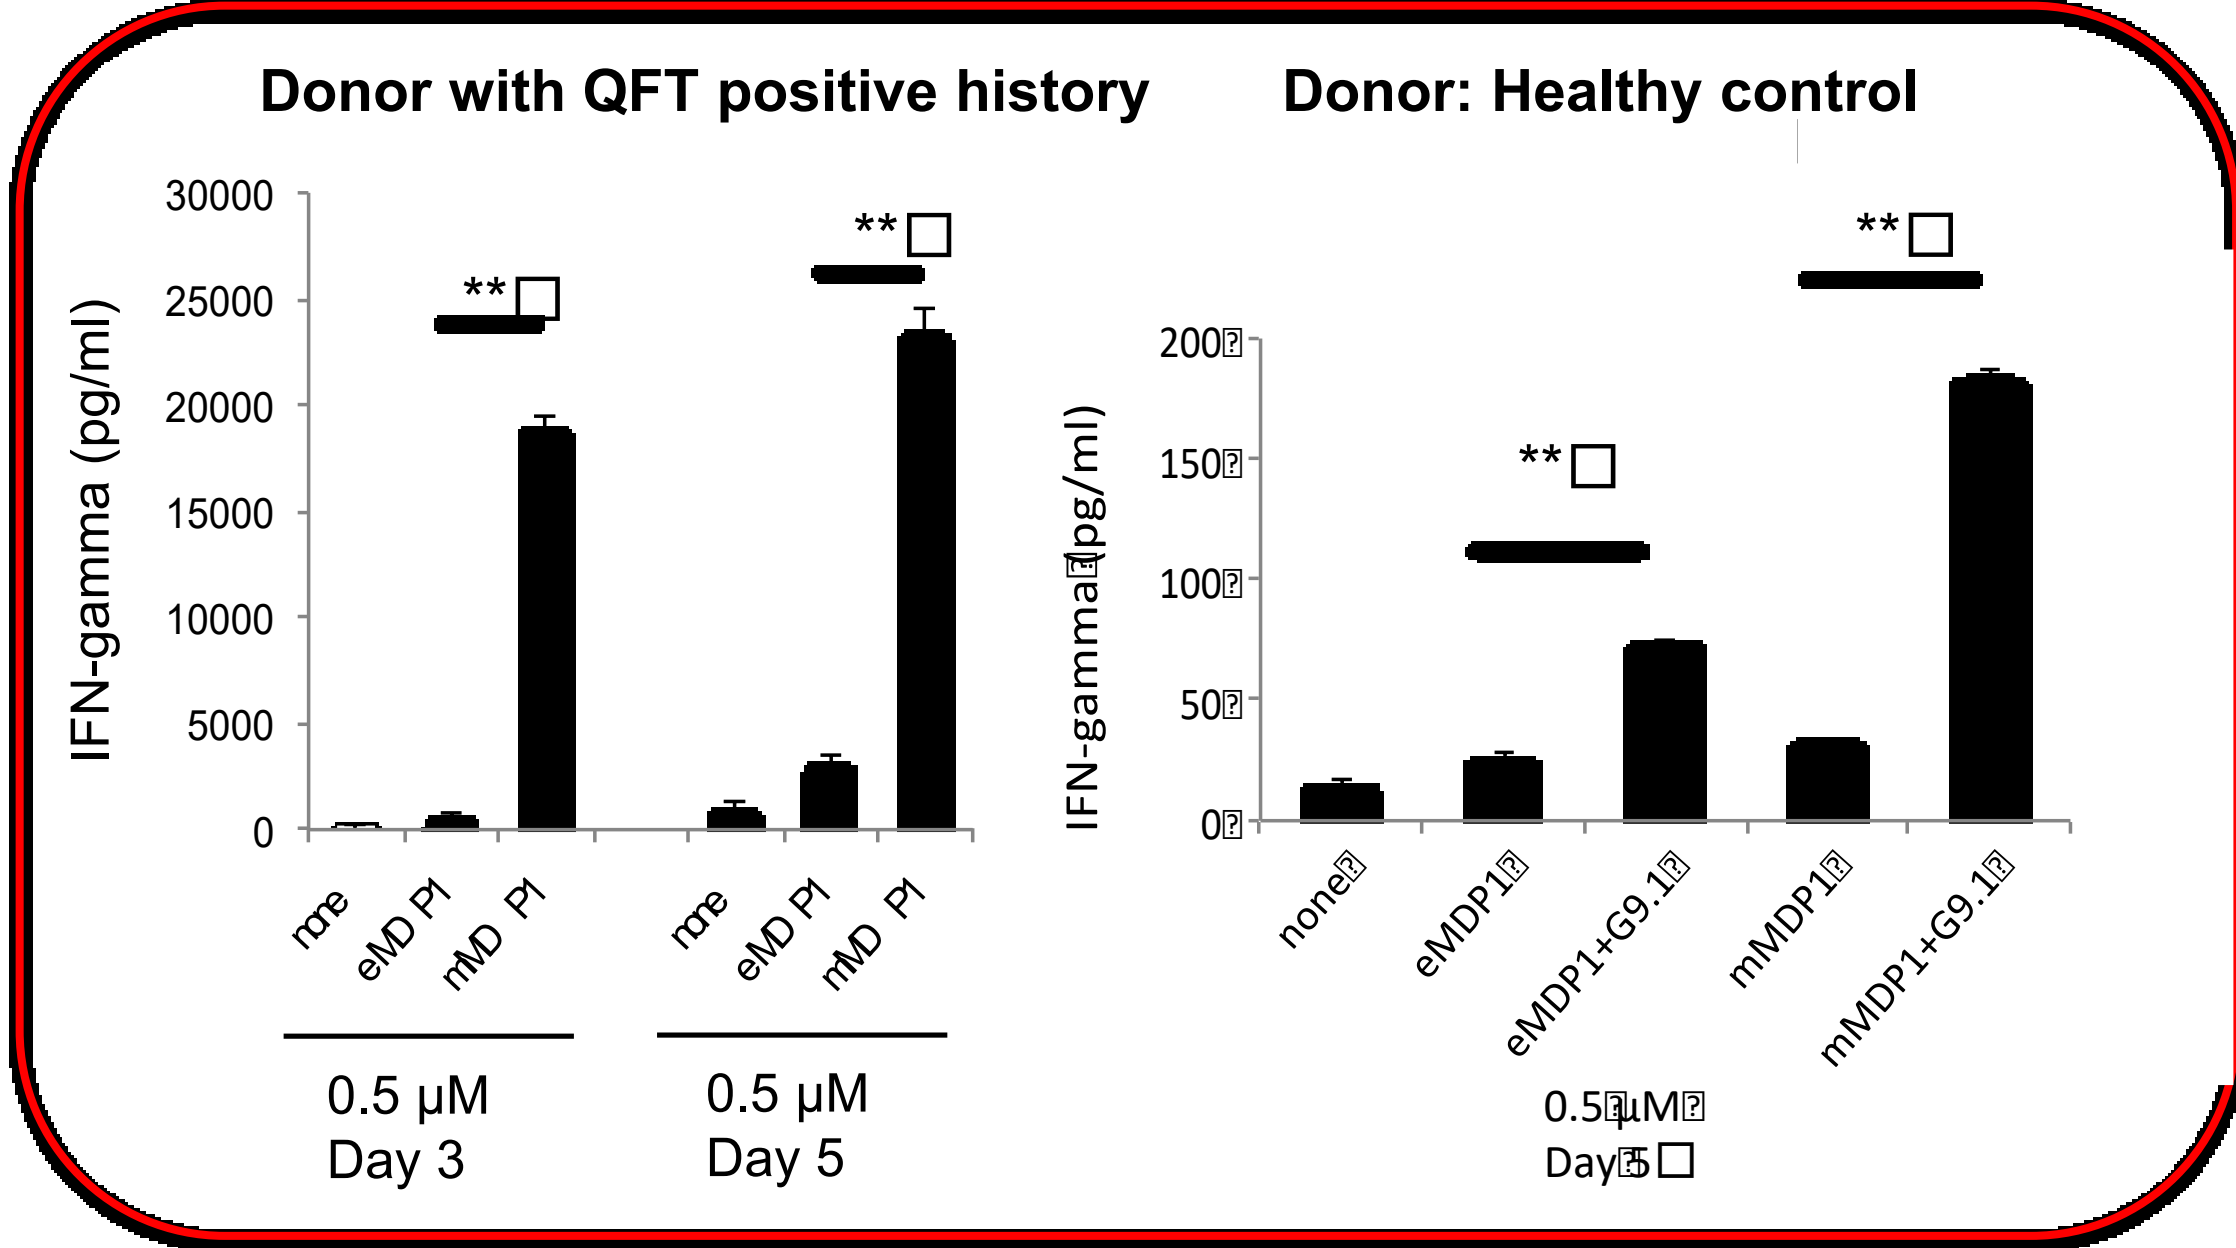 Donor with QFT positive history
Donor: Healthy control
IFN-gamma (pg/ml)
30000
25000
20000
15000
10000
5000
0
**
**
none
eMDP1
mMDP1
none
eMDP1
mMDP1
0.5 μM
Day 3
0.5 μM
Day 5
IFN-gamma (pg/ml)
200
150
100
50
0
**
**
none
eMDP1
eMDP1+G9.1
mMDP1
mMDP1+G9.1
0.5 μM
Day 5